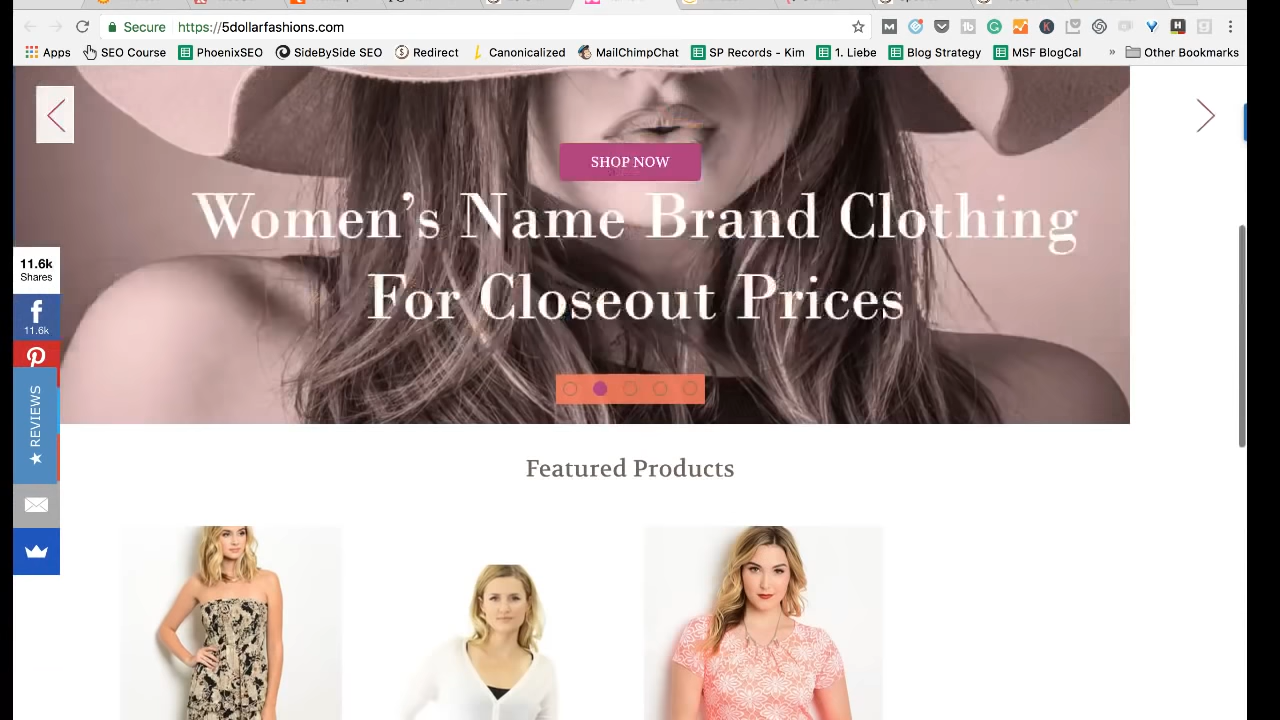 Secure https://5dollarfashions.com
Apps SEO Course PhoenixSEO SideBySide SEO Redirect Canonicalized MailChimpChat SP Records - Kim 1. Liebe Blog Strategy MSF BlogCal » Other Bookmarks
SHOP NOW
Women's Name Brand Clothing
For Closeout Prices
11.6k
Shares
11.6k
REVIEWS
Featured Products